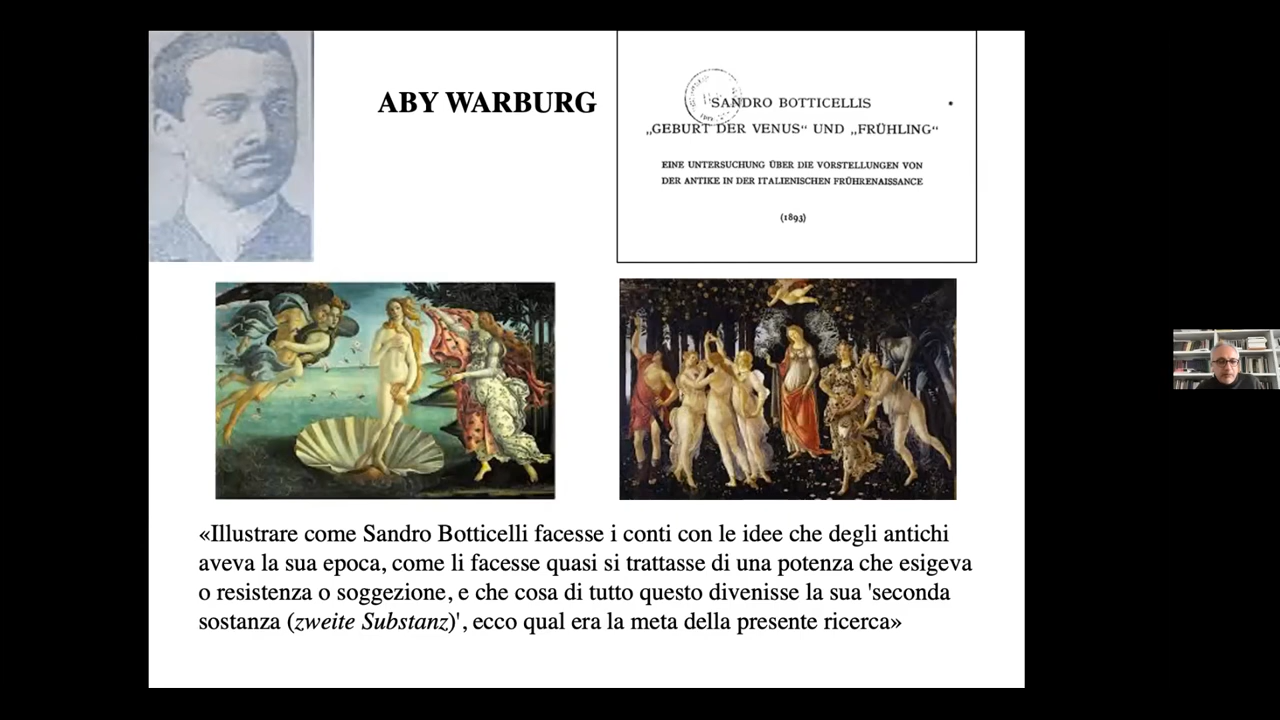 ABY WARBURG
SANDRO BOTTICELLIS
„GEBURT DER VENUS“ UND „FRÜHLING“
EINE UNTERSUCHUNG ÜBER DIE VORSTELLUNGEN VON
DER ANTIKE IN DER ITALIENISCHEN FRÜHRENAISSANCE
(1893)
«Illustrare come Sandro Botticelli facesse i conti con le idee che degli antichi
aveva la sua epoca, come li facesse quasi si trattasse di una potenza che esigeva
o resistenza o soggezione, e che cosa di tutto questo divenisse la sua 'seconda
sostanza (zweite Substanz)', ecco qual era la meta della presente ricerca»